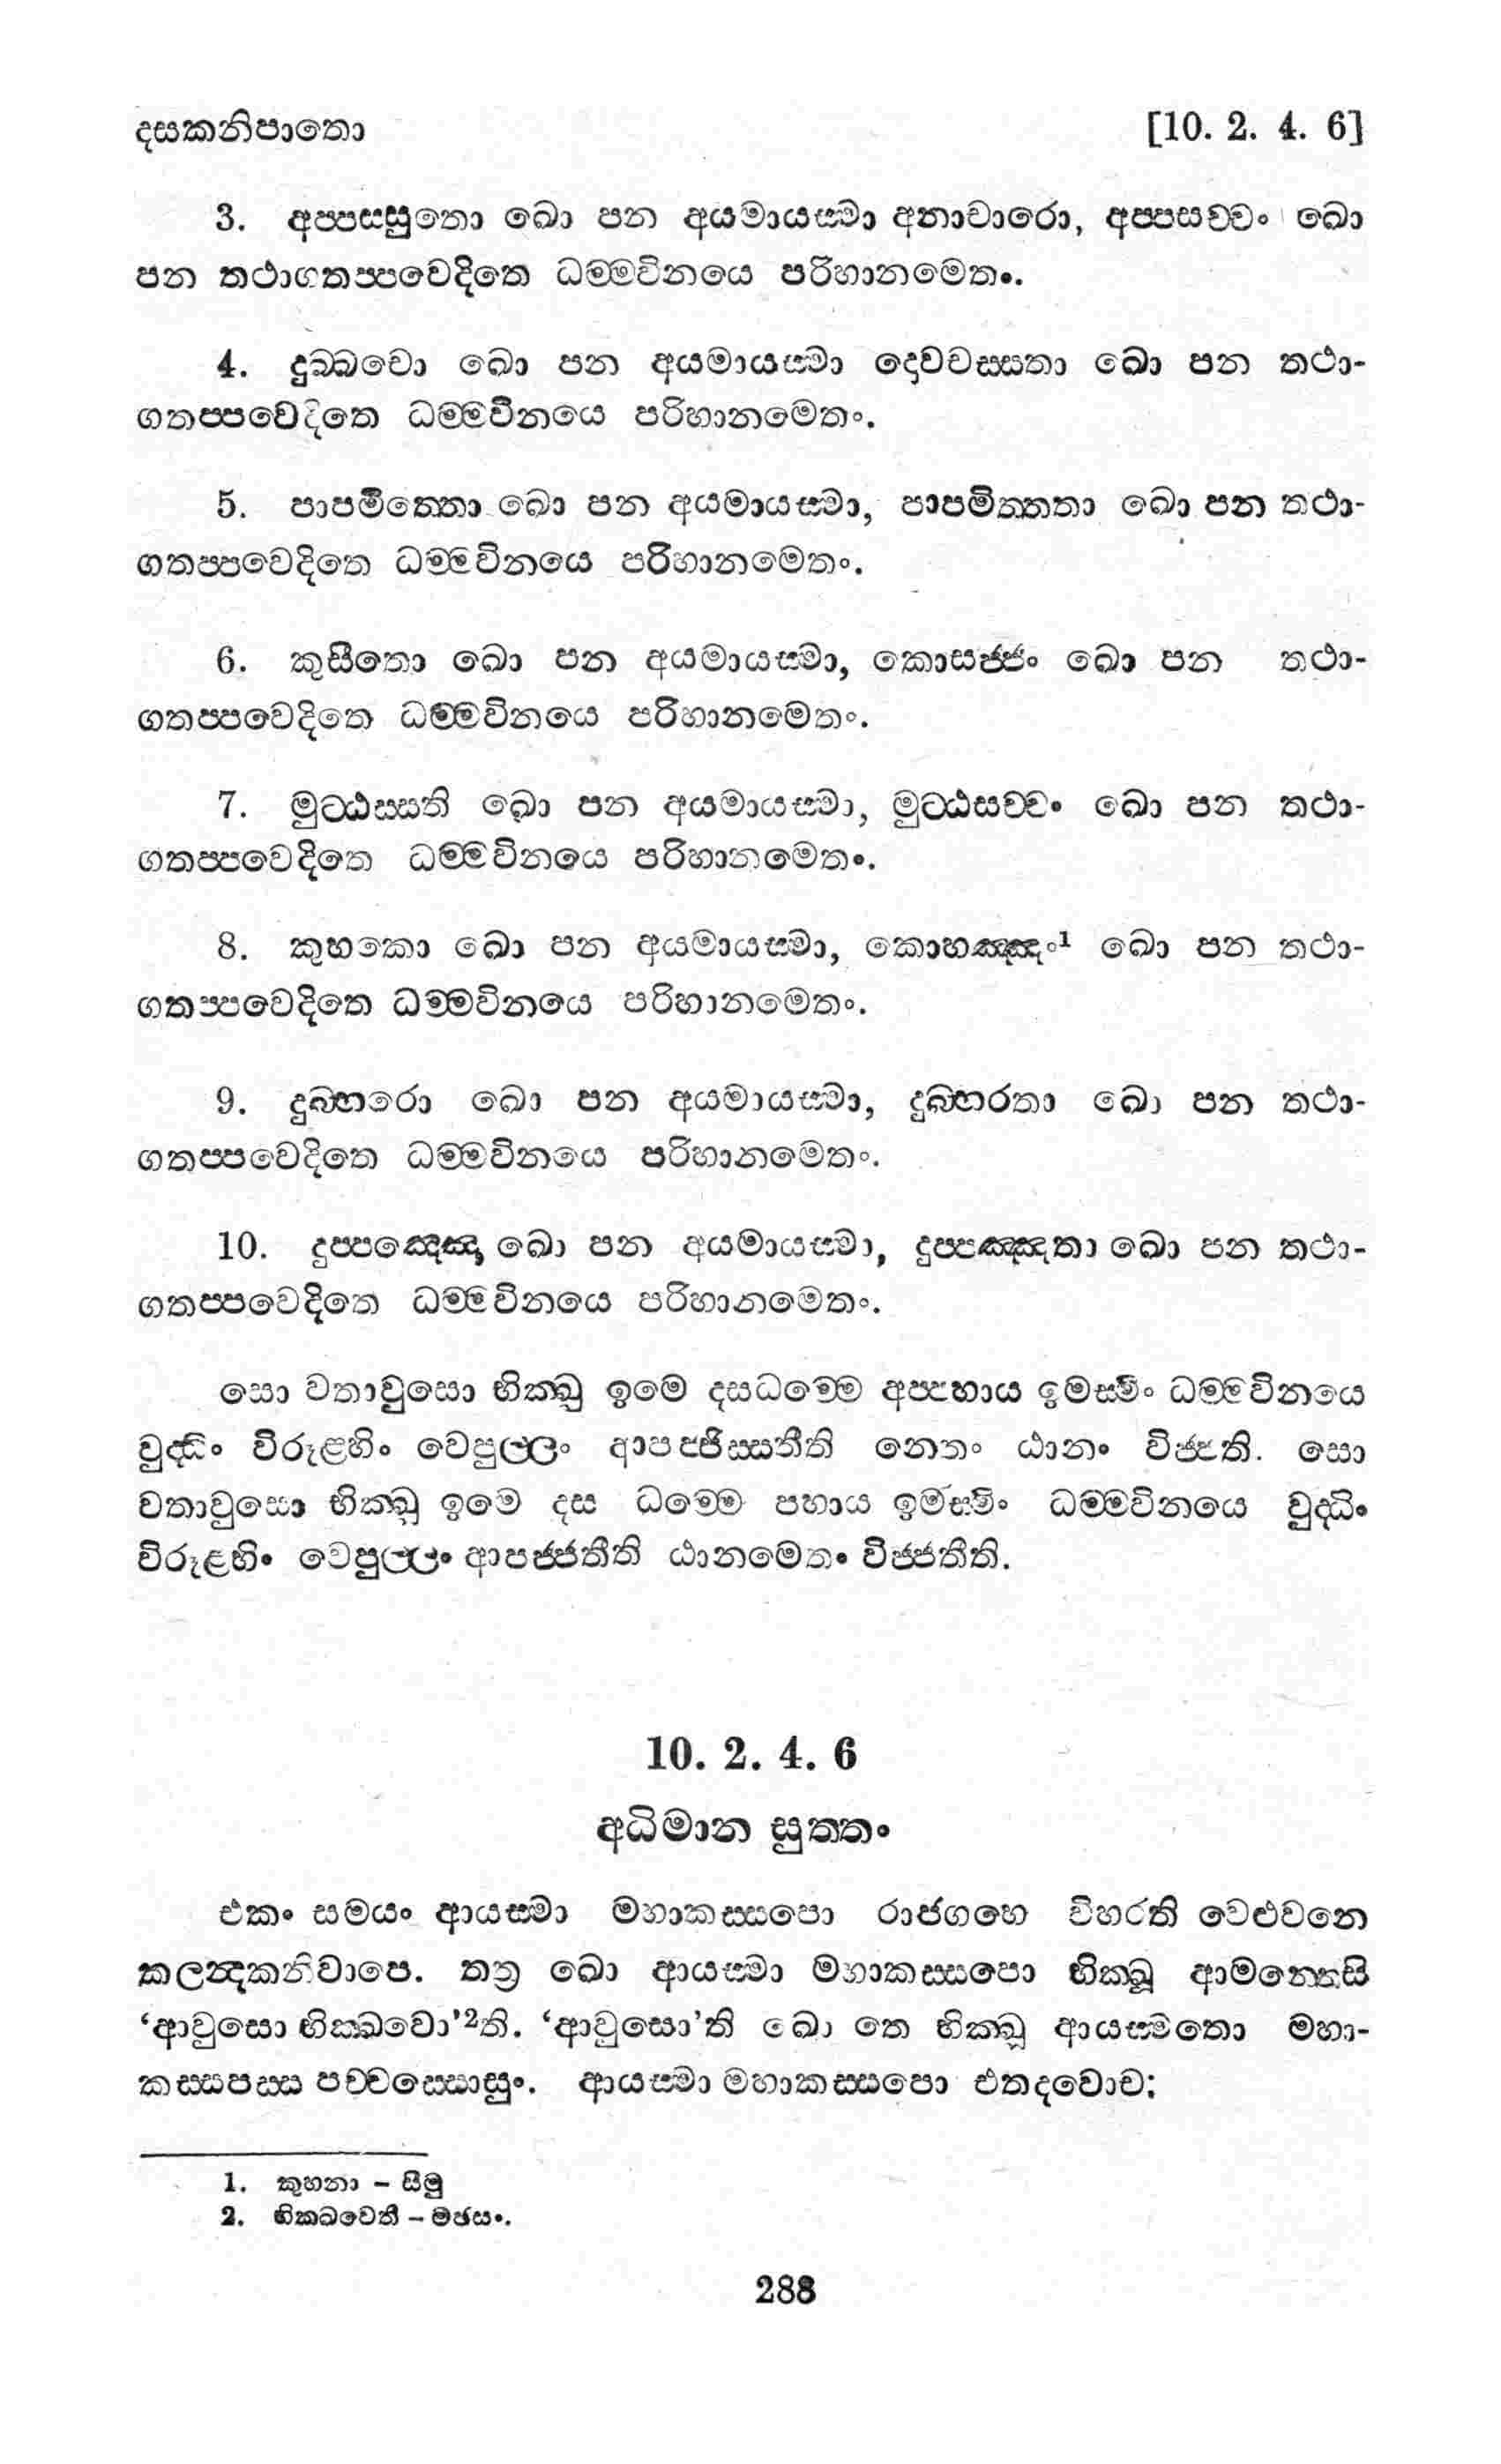 දසකනිපාතො [10. 2. 4. 6]
3. අප්පස්සුතො ඛො පන අයමායස්මා අනාචාරො, අප්පසච්චං ඛො
පන තථාගතප්පවෙදිතෙ ධම්මවිනයෙ පරිහානමෙතං.
4. දුබ්බචො ඛො පන අයමායස්මා දොවචස්සතා ඛො පන තථා-
ගතප්පවෙදිතෙ ධම්මවිනයෙ පරිහානමෙතං.
5. පාපමිත්තො ඛො පන අයමායස්මා, පාපමිත්තතා ඛො පන තථා-
ගතප්පවෙදිතෙ ධම්මවිනයෙ පරිහානමෙතං.
6. කුසීතො ඛො පන අයමායස්මා, කොසජ්ජං ඛො පන තථා-
ගතප්පවෙදිතෙ ධම්මවිනයෙ පරිහානමෙතං.
7. මුට්ඨස්සති ඛො පන අයමායස්මා, මුට්ඨසච්චං ඛො පන තථා-
ගතප්පවෙදිතෙ ධම්මවිනයෙ පරිහානමෙතං.
8. කුහකො ඛො පන අයමායස්මා, කොහඤ්ඤං¹ ඛො පන තථා-
ගතප්පවෙදිතෙ ධම්මවිනයෙ පරිහානමෙතං.
9. දුබ්භරො ඛො පන අයමායස්මා, දුබ්භරතා ඛො පන තථා-
ගතප්පවෙදිතෙ ධම්මවිනයෙ පරිහානමෙතං.
10. දුප්පඤ්ඤො ඛො පන අයමායස්මා, දුප්පඤ්ඤතා ඛො පන තථා-
ගතප්පවෙදිතෙ ධම්මවිනයෙ පරිහානමෙතං.
සො වතාවුසො භික්ඛු ඉමෙ දසධම්මෙ අප්පහාය ඉමස්මිං ධම්මවිනයෙ
වුද්ධිං විරූළහිං වෙපුල්ලං ආපජ්ජිස්සතීති නෙතං ඨානං විජ්ජති. සො
වතාවුසො භික්ඛු ඉමෙ දස ධම්මෙ පහාය ඉමස්මිං ධම්මවිනයෙ වුද්ධිං
විරූළහිං වෙපුල්ලං ආපජ්ජතීති ඨානමෙතං විජ්ජතීති.
10. 2. 4. 6
අධිමාන සුත්තං
එකං සමයං ආයස්මා මහාකස්සපො රාජගහෙ විහරති වෙළුවනෙ
කලන්දකනිවාපෙ. තත්‍ර ඛො ආයස්මා මහාකස්සපො භික්ඛූ ආමන්තෙසි
‘ආවුසො භික්ඛවො’²ති. ‘ආවුසො’ති ඛො තෙ භික්ඛූ ආයස්මතො මහා-
කස්සපස්ස පච්චස්සොසුං. ආයස්මා මහාකස්සපො එතදවොච:
1. කුහනා – සීමු
2. භික්ඛවෙති – මඡසං.
288